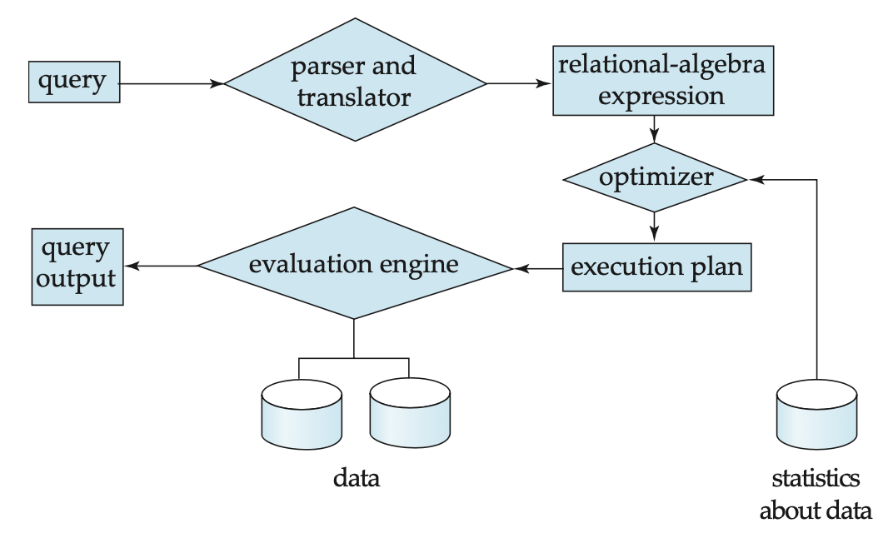 query
parser and
translator
relational-algebra
expression
optimizer
query
output
evaluation engine
execution plan
data
statistics
about data